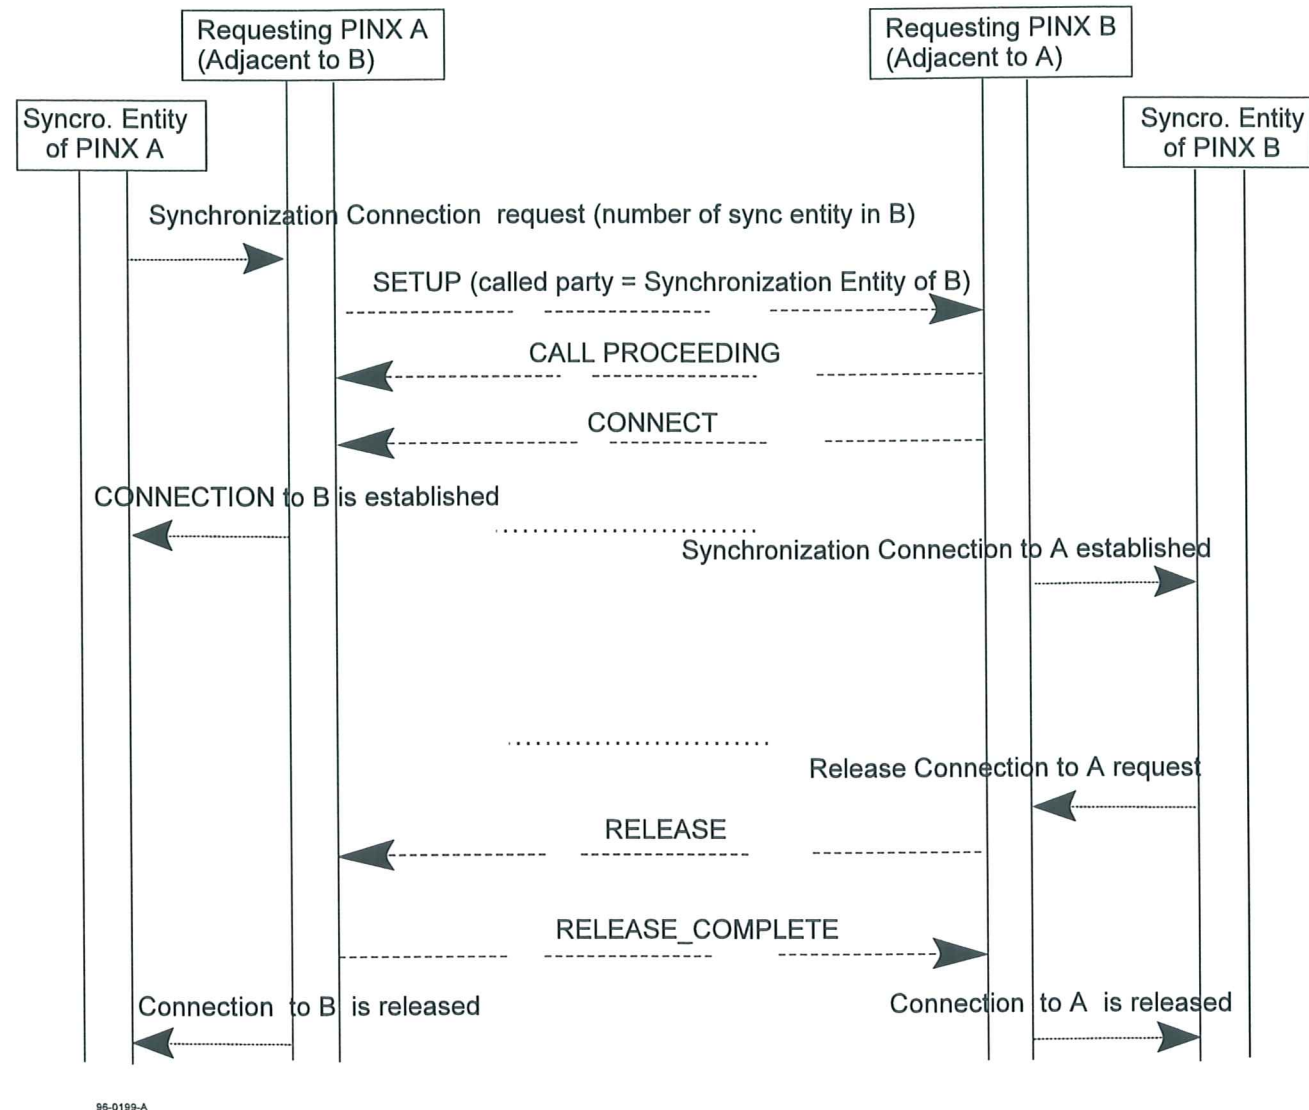 Requesting PINX A
(Adjacent to B)
Requesting PINX B
(Adjacent to A)
Syncro. Entity
of PINX A
Syncro. Entity
of PINX B
Synchronization Connection request (number of sync entity in B)
SETUP (called party = Synchronization Entity of B)
CALL PROCEEDING
CONNECT
CONNECTION to B is established
Synchronization Connection to A established
Release Connection to A request
RELEASE
RELEASE_COMPLETE
Connection to B is released
Connection to A is released
96-0199-A